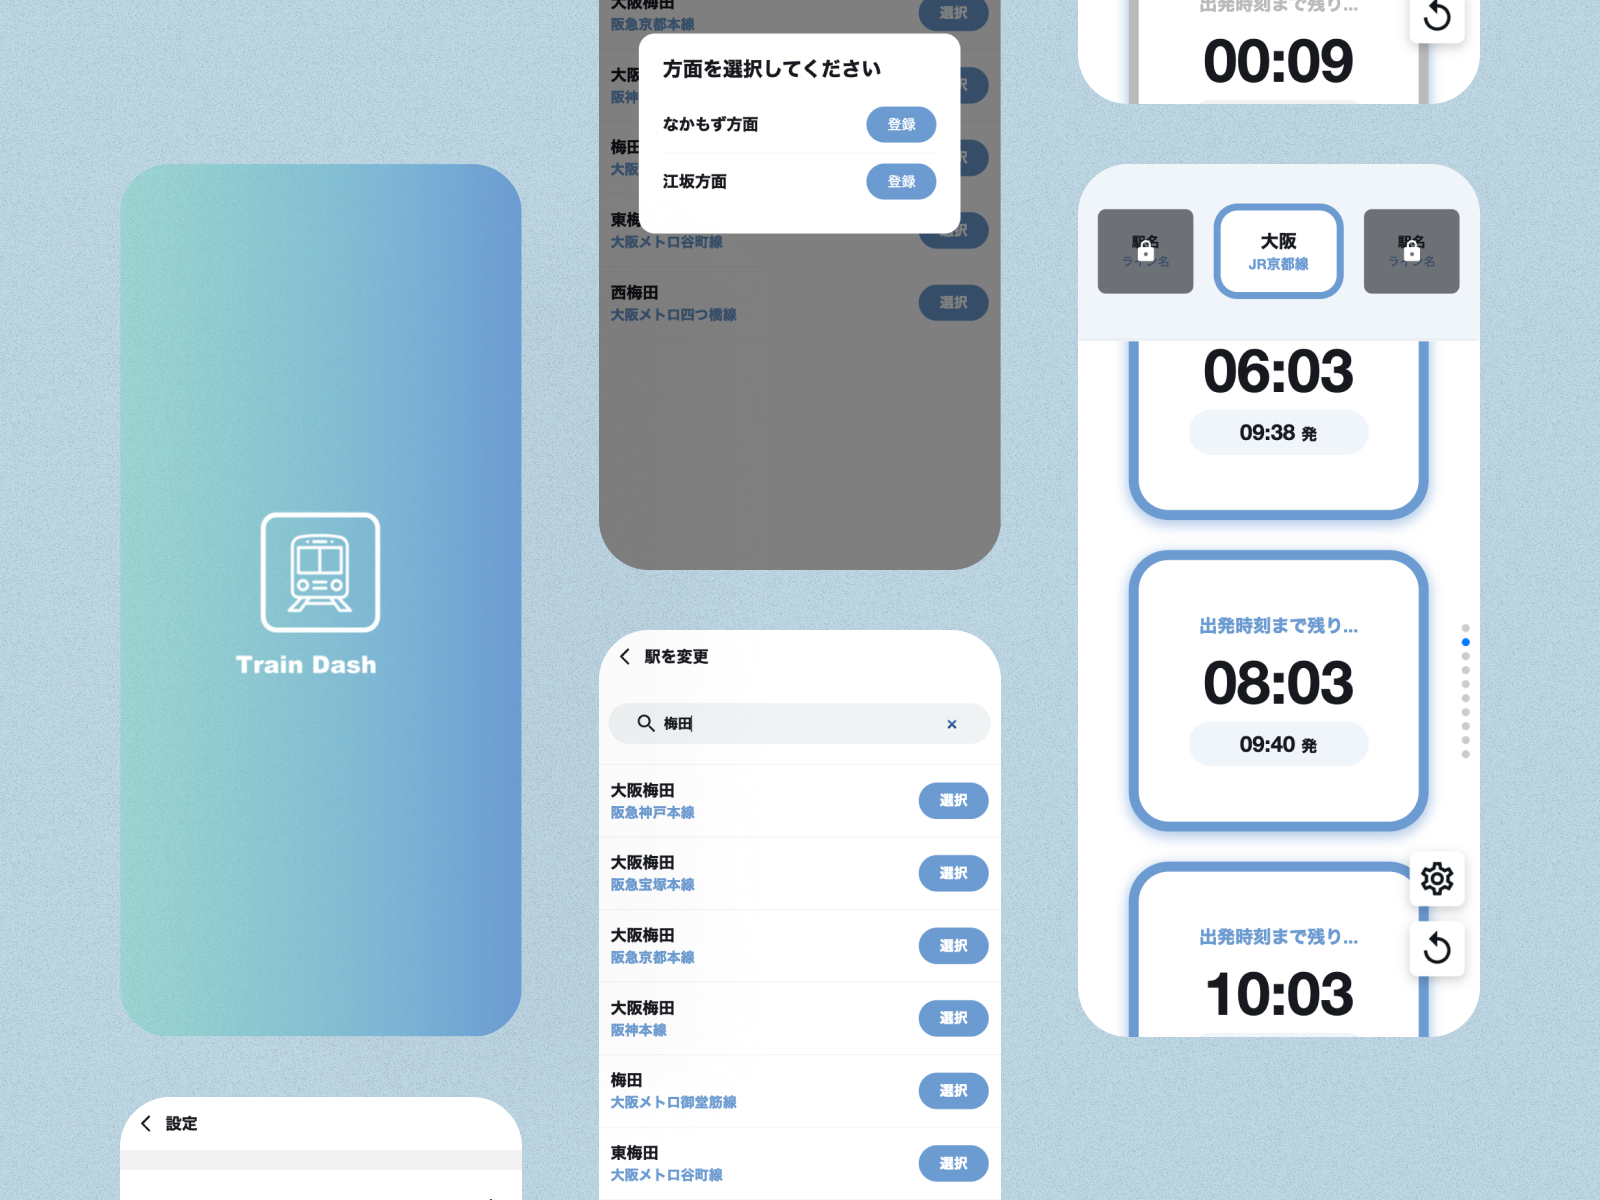 Train Dash
設定
大阪梅田
阪急京都本線
選択
大阪
阪神
梅田
大阪
東梅
大阪メトロ谷町線
選択
西梅田
大阪メトロ四つ橋線
選択
方面を選択してください
なかもず方面
登録
江坂方面
登録
駅を変更
梅田
×
大阪梅田
阪急神戸本線
選択
大阪梅田
阪急宝塚本線
選択
大阪梅田
阪急京都本線
選択
大阪梅田
阪神本線
選択
梅田
大阪メトロ御堂筋線
選択
東梅田
大阪メトロ谷町線
選択
出発時刻まで残り...
00:09
駅名
ライン名
大阪
JR京都線
駅名
ライン名
06:03
09:38 発
出発時刻まで残り...
08:03
09:40 発
出発時刻まで残り...
10:03